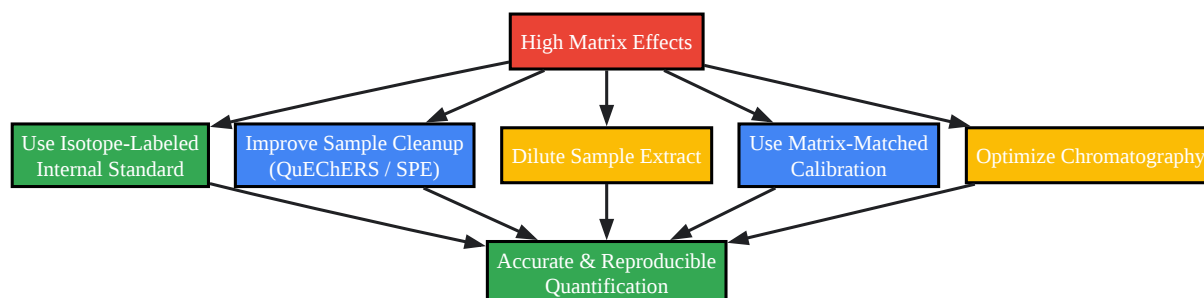 High Matrix Effects
Use Isotope-Labeled
Internal Standard
Improve Sample Cleanup
(QuEChERS / SPE)
Dilute Sample Extract
Use Matrix-Matched
Calibration
Optimize Chromatography
Accurate & Reproducible
Quantification